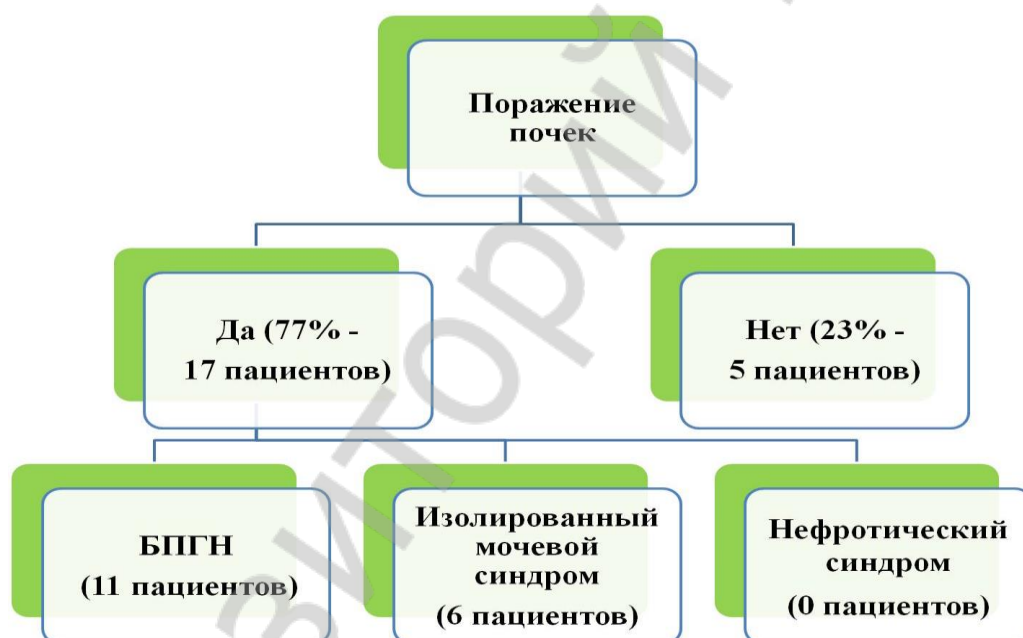 Поражение
почек
Да (77% -
17 пациентов)
Нет (23% -
5 пациентов)
БПГН
(11 пациентов)
Изолированный
мочевой
синдром
(6 пациентов)
Нефротический
синдром
(0 пациентов)
зиторий